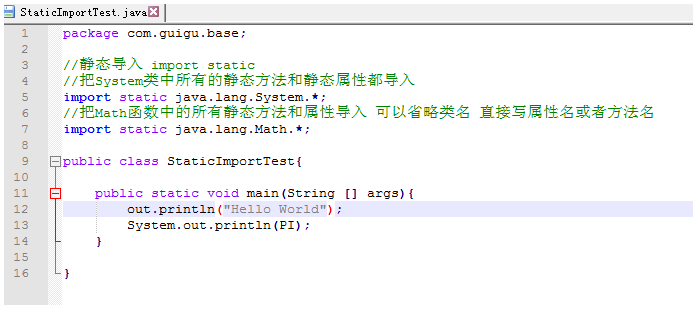 StaticImportTest.java
1 package com.guigu.base;
2
3 //静态导入 import static
4 //把System类中所有的静态方法和静态属性都导入
5 import static java.lang.System.*;
6 //把Math函数中的所有静态方法和属性导入 可以省略类名 直接写属性名或者方法名
7 import static java.lang.Math.*;
8
9 public class StaticImportTest{
10
11 public static void main(String [] args){
12 out.println("Hello World");
13 System.out.println(PI);
14 }
15
16 }